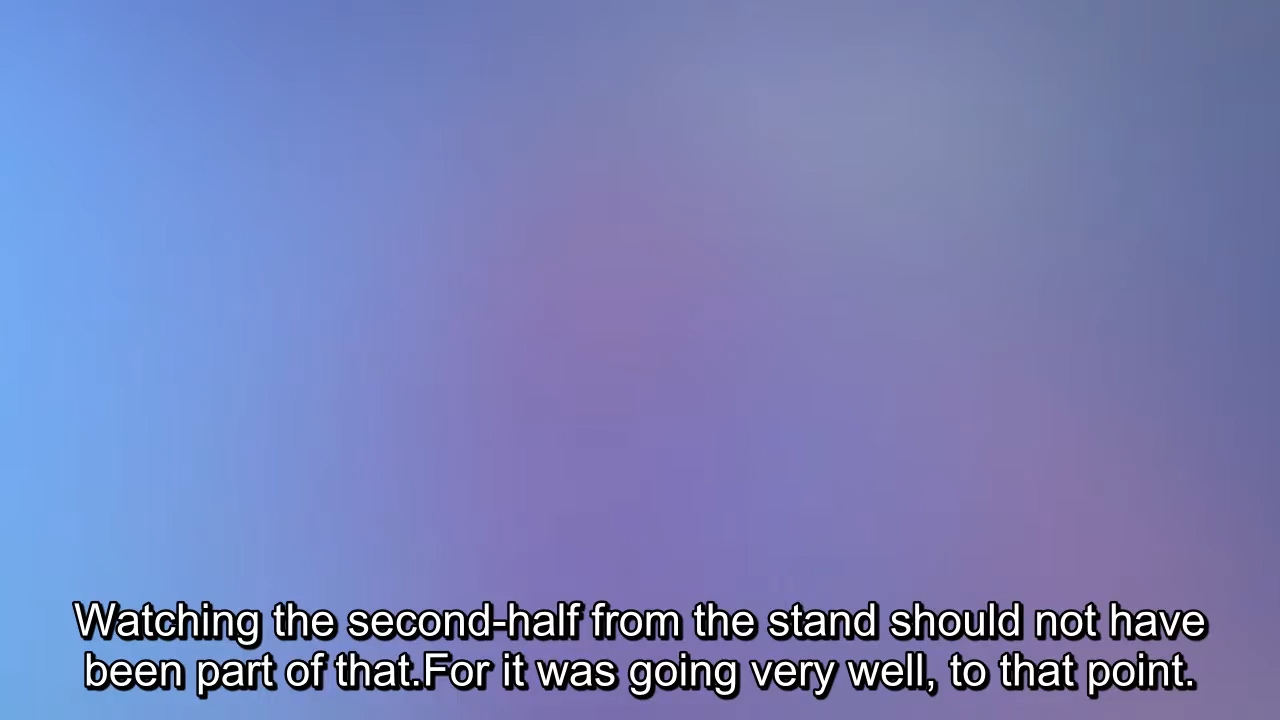 Watching the second-half from the stand should not have
been part of that.For it was going very well, to that point.